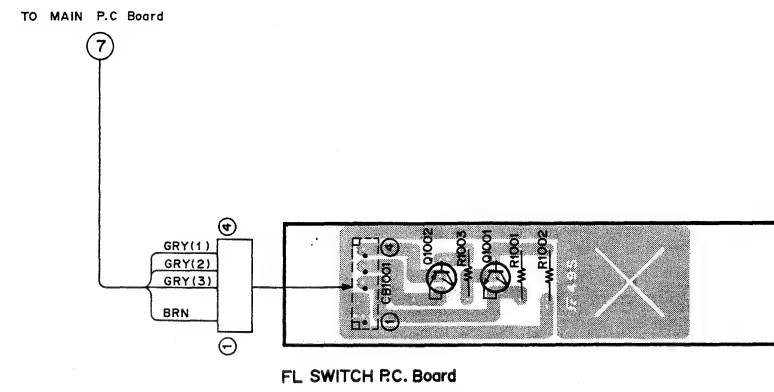 TO MAIN P.C Board
7
4
GRY(1)
GRY(2)
GRY(3)
BRN
1
4
CB1001
1
Q1002
R1003
Q1001
R1001
R1002
FL SWITCH P.C. Board